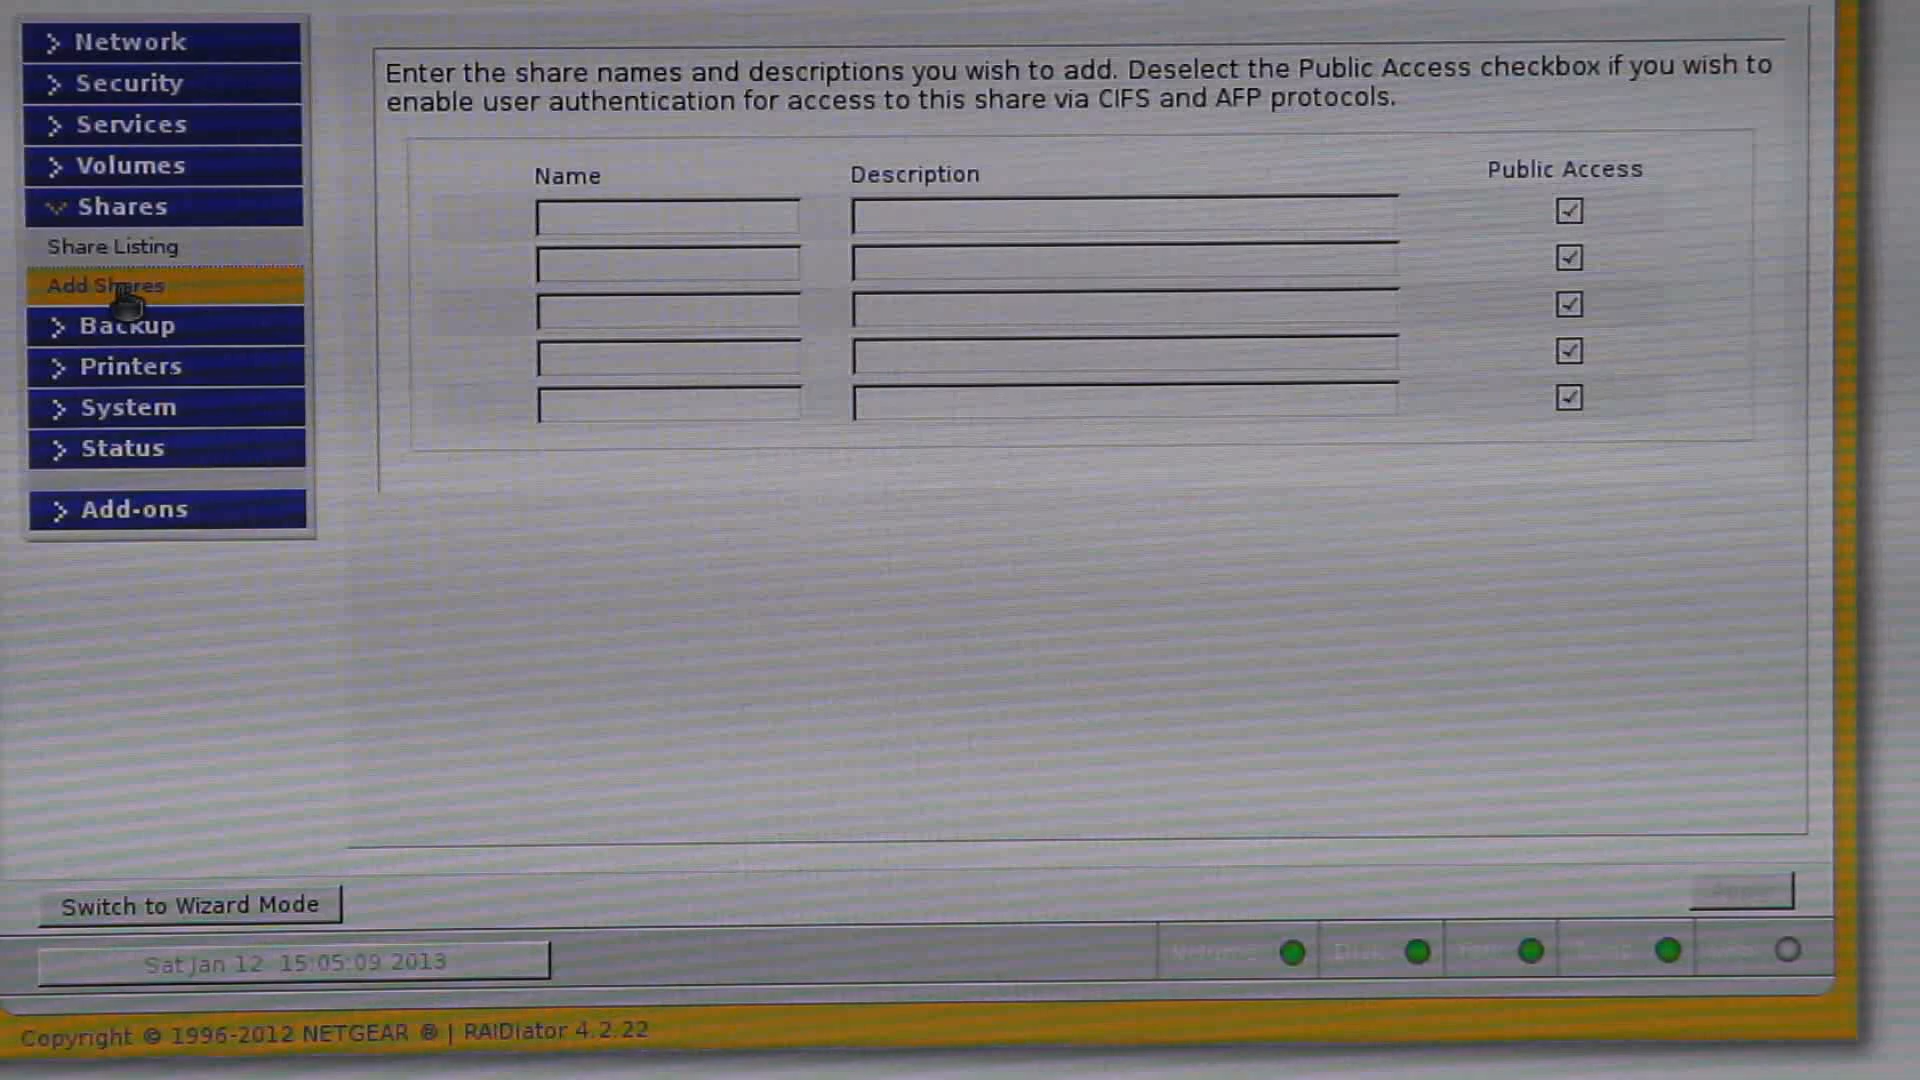 Network
Security
Services
Volumes
Shares
Share Listing
Add Shares
Backup
Printers
System
Status
Add-ons
Enter the share names and descriptions you wish to add. Deselect the Public Access checkbox if you wish to
enable user authentication for access to this share via CIFS and AFP protocols.
Name Description Public Access
Switch to Wizard Mode
Apply
Sat Jan 12 15:05:09 2013
Volume Disk
Copyright © 1996-2012 NETGEAR ® | RAIDiator 4.2.22